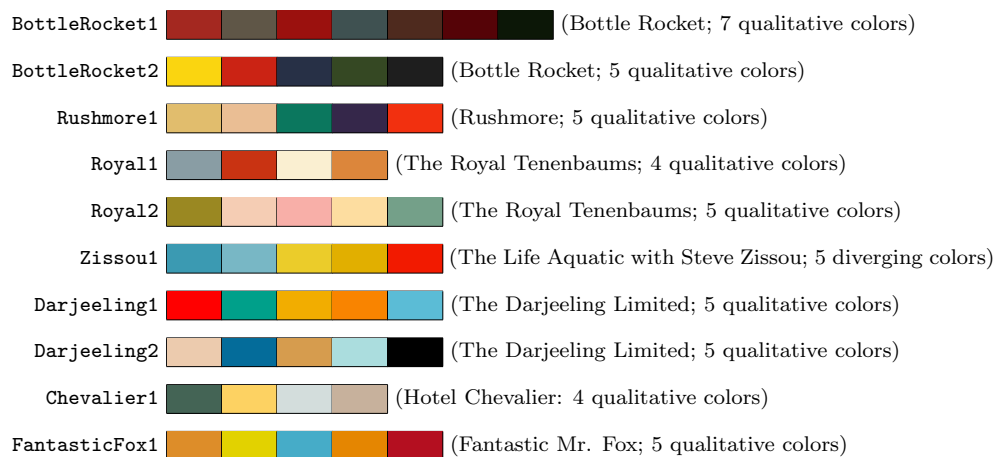 BottleRocket1 (Bottle Rocket; 7 qualitative colors)
BottleRocket2 (Bottle Rocket; 5 qualitative colors)
Rushmore1 (Rushmore; 5 qualitative colors)
Royal1 (The Royal Tenenbaums; 4 qualitative colors)
Royal2 (The Royal Tenenbaums; 5 qualitative colors)
Zissou1 (The Life Aquatic with Steve Zissou; 5 diverging colors)
Darjeeling1 (The Darjeeling Limited; 5 qualitative colors)
Darjeeling2 (The Darjeeling Limited; 5 qualitative colors)
Chevalier1 (Hotel Chevalier: 4 qualitative colors)
FantasticFox1 (Fantastic Mr. Fox; 5 qualitative colors)